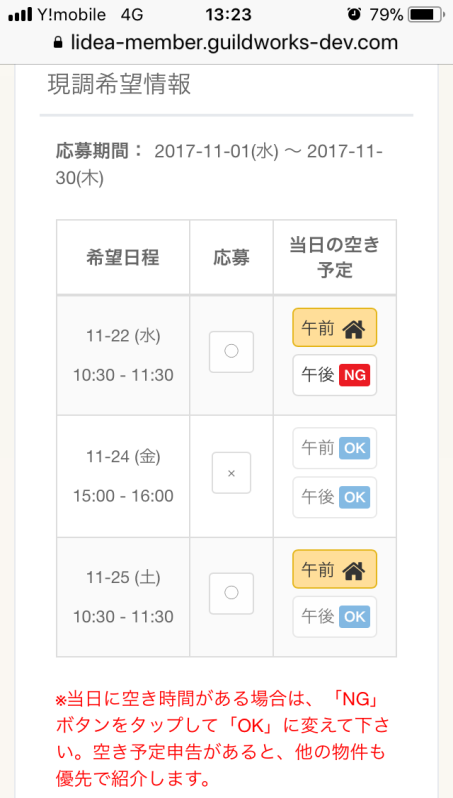 Y!mobile 4G 13:23 79%
lidea-member.guildworks-dev.com
現調希望情報
応募期間： 2017-11-01(水) ～ 2017-11-
30(木)
希望日程 応募 当日の空き
予定
11-22 (水)
10:30 - 11:30
○
午前
午後 NG
11-24 (金)
15:00 - 16:00
×
午前 OK
午後 OK
11-25 (土)
10:30 - 11:30
○
午前
午後 OK
※当日に空き時間がある場合は、「NG」
ボタンをタップして「OK」に変えて下さ
い。空き予定申告があると、他の物件も
優先で紹介します。